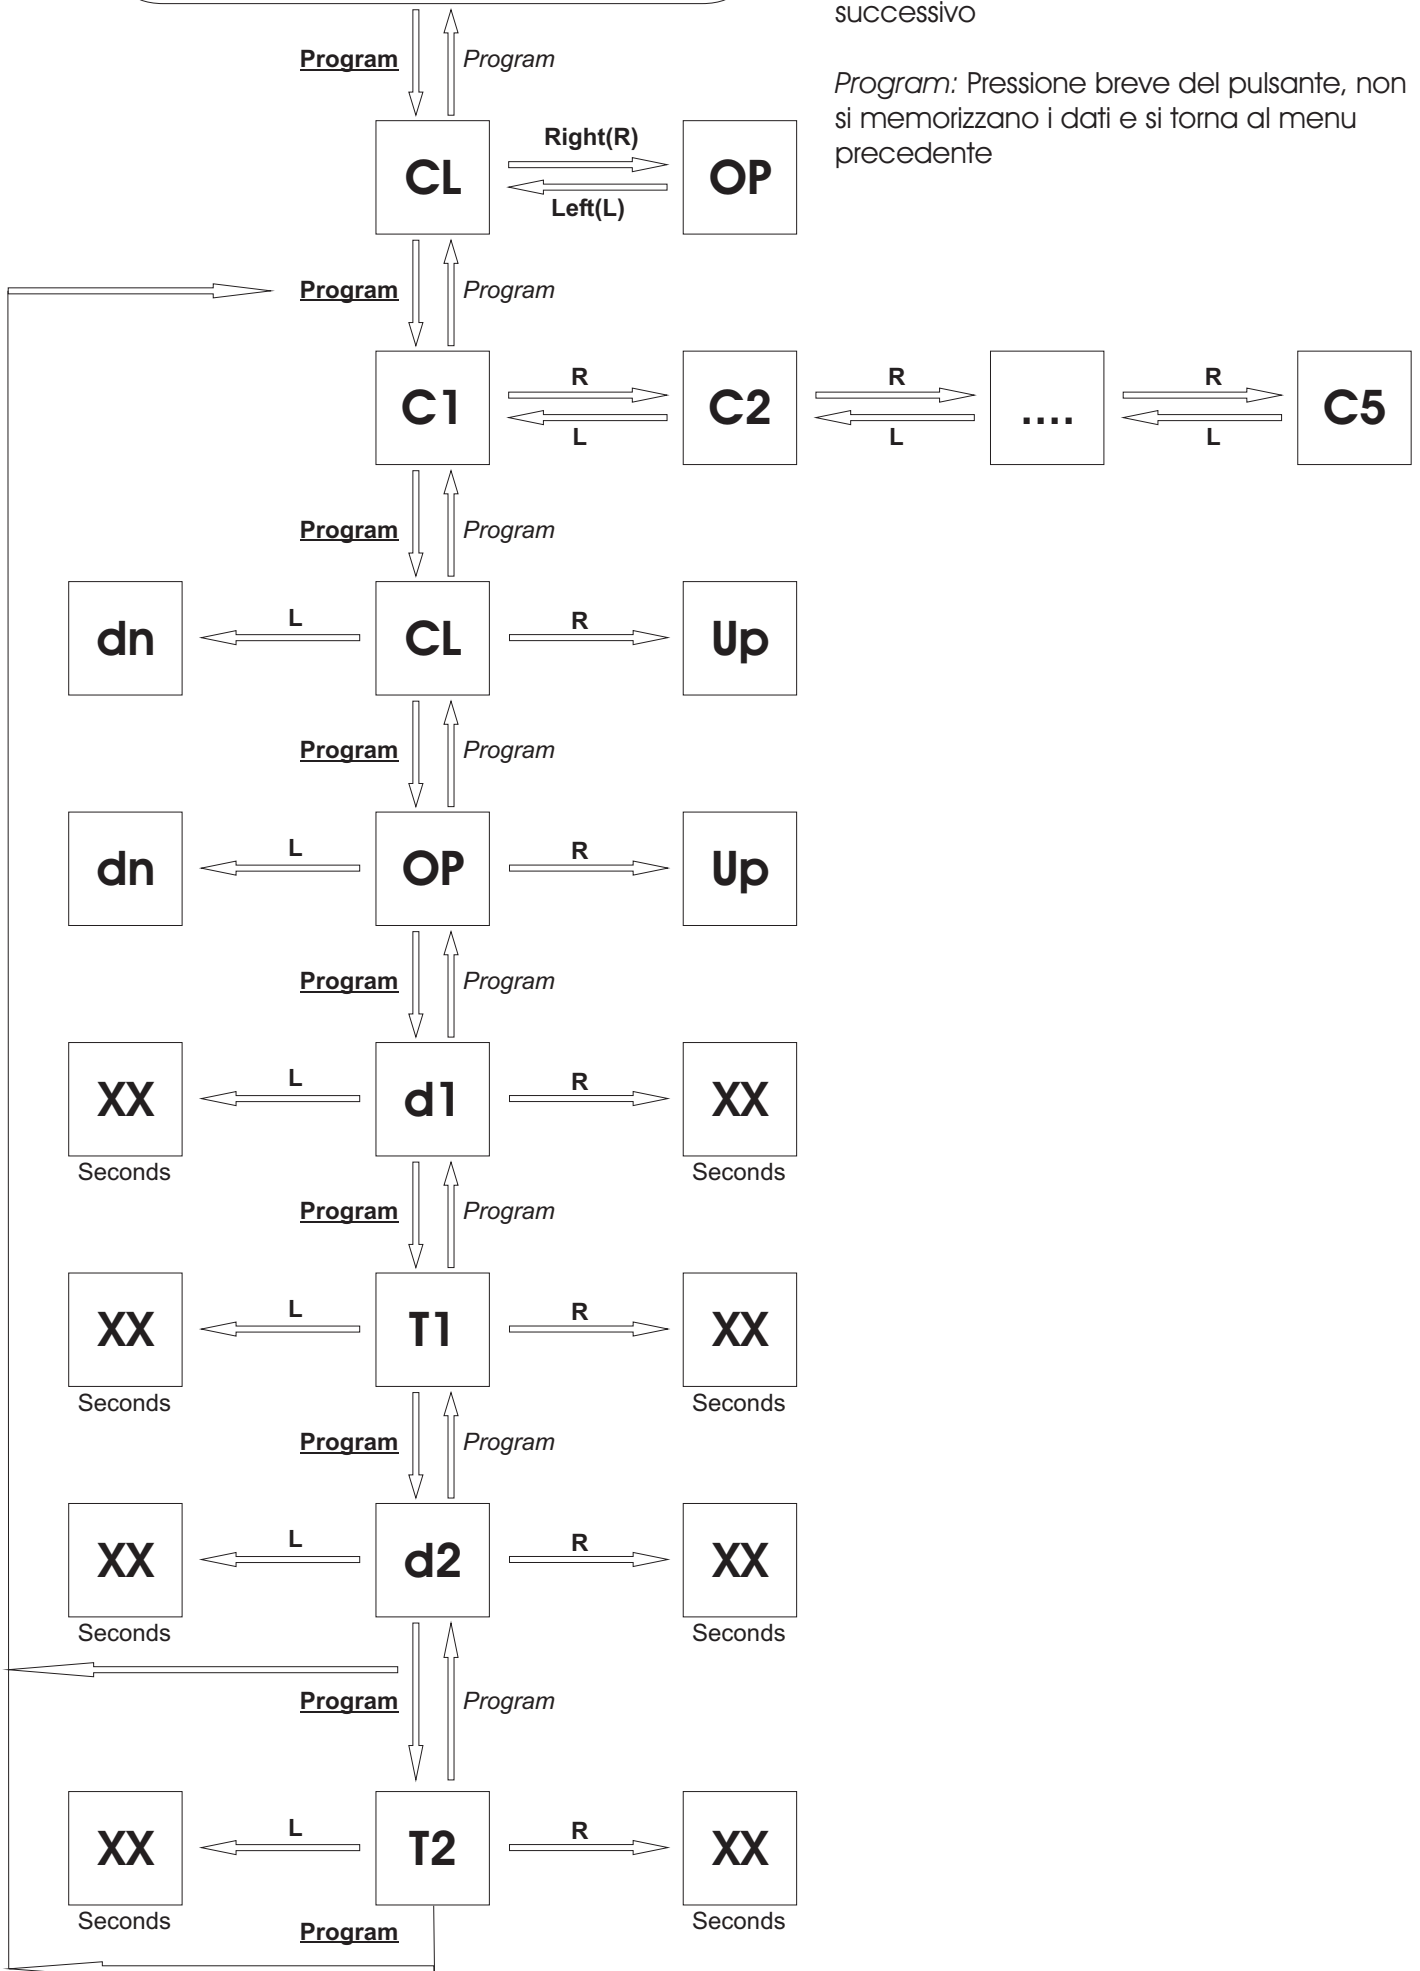 successivo
Program Program
Program: Pressione breve del pulsante, non
si memorizzano i dati e si torna al menu
precedente
Right(R)
CL OP
Left(L)
Program Program
R R R
C1 C2 .... C5
L L L
Program Program
L R
dn CL Up
Program Program
L R
dn OP Up
Program Program
L R
XX d1 XX
Seconds Seconds
Program Program
L R
XX T1 XX
Seconds Seconds
Program Program
L R
XX d2 XX
Seconds Seconds
Program Program
L R
XX T2 XX
Seconds Seconds
Program